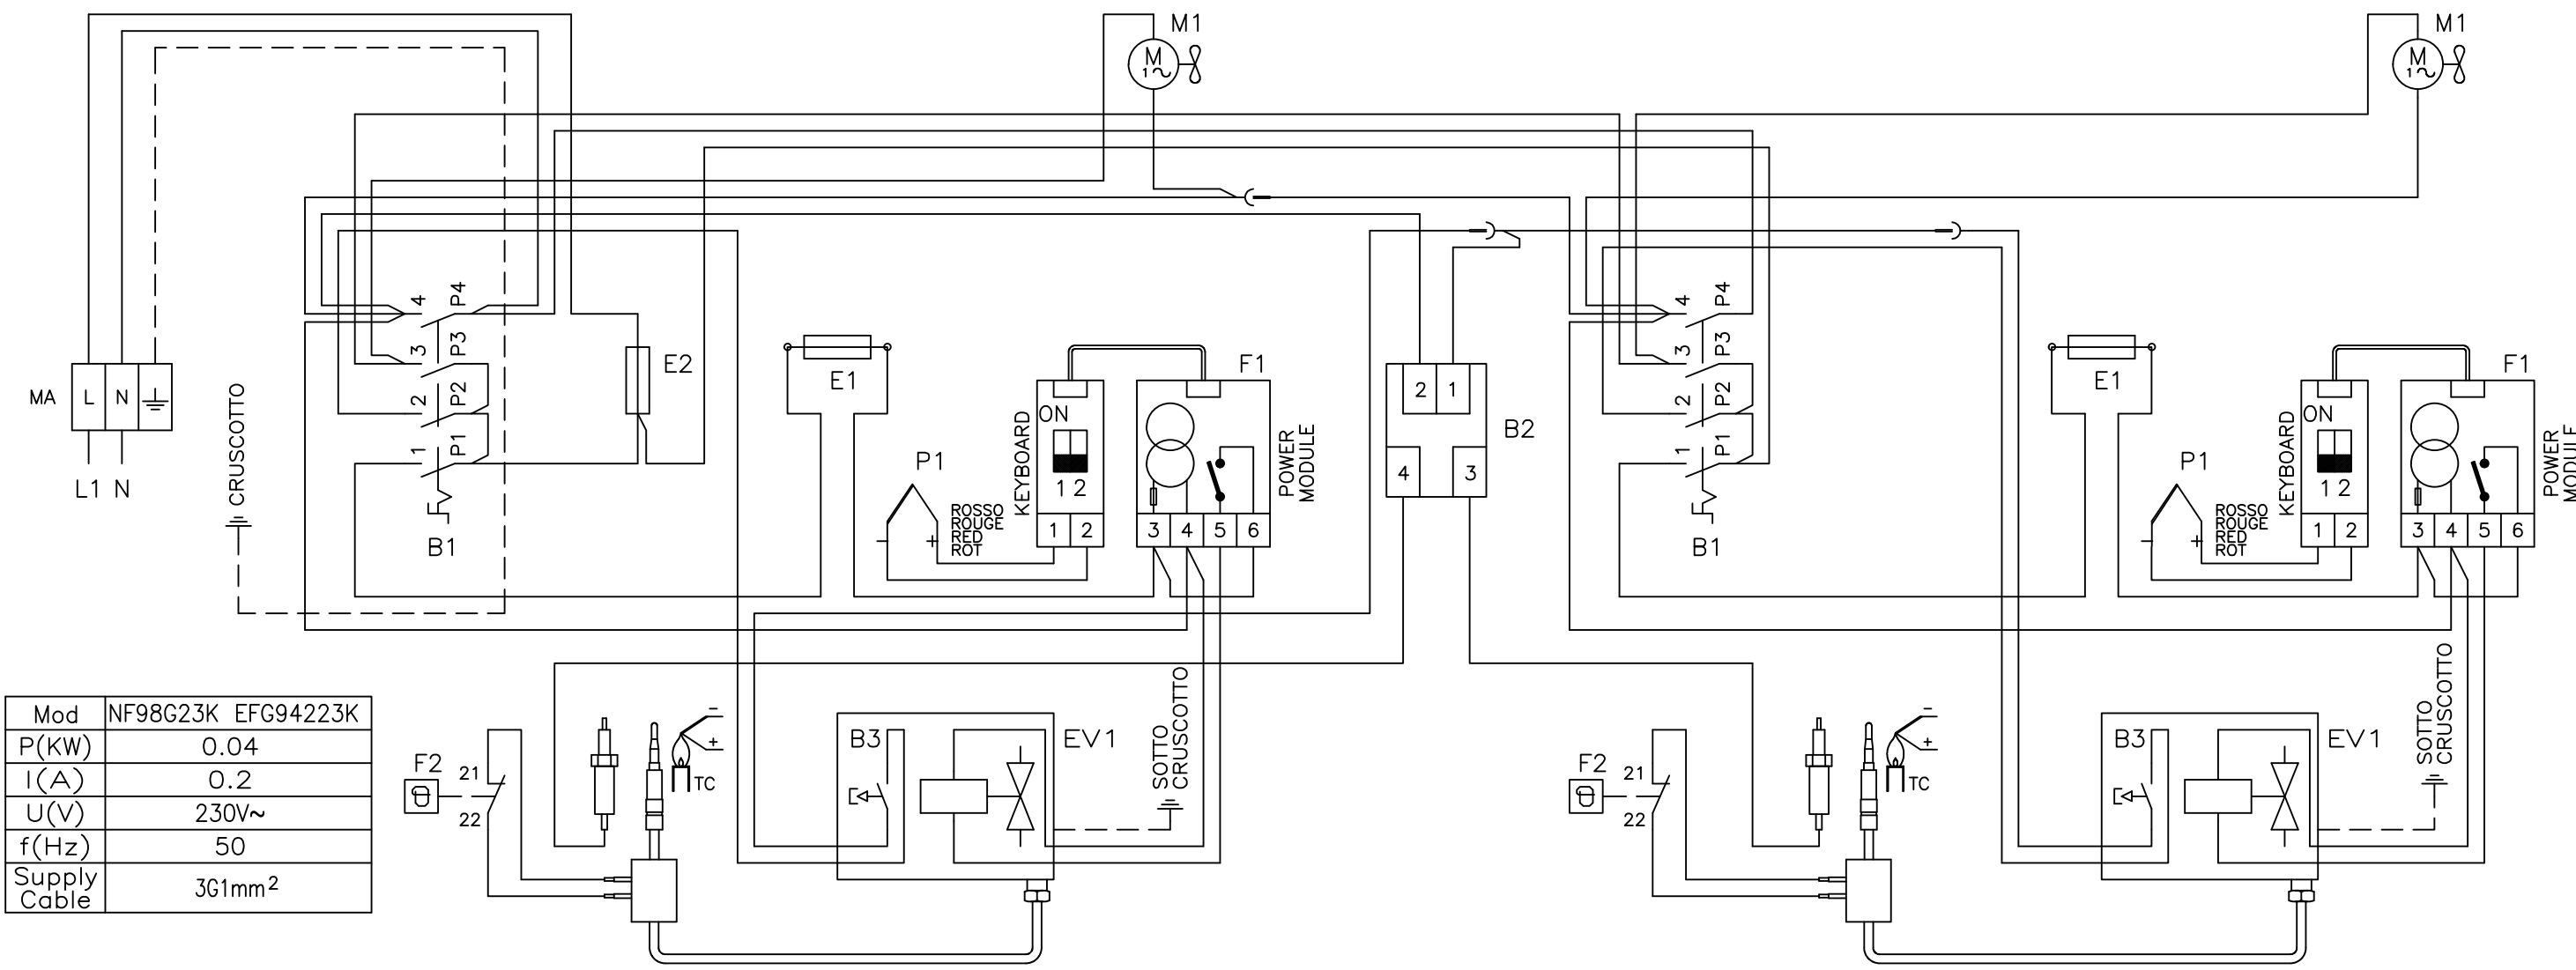 M1
M
1~
M1
M
1~
MA
L
N
L1 N
CRUSCOTTO
4 P4
3 P3
2 P2
1 P1
B1
E2
E1
P1
- +
ROSSO
ROUGE
RED
ROT
KEYBOARD
ON
1 2
1 2
F1
3 4 5 6
POWER
MODULE
2 1
4 3
B2
4 P4
3 P3
2 P2
1 P1
B1
E1
P1
- +
ROSSO
ROUGE
RED
ROT
KEYBOARD
ON
1 2
1 2
F1
3 4 5 6
POWER
MODULE
Mod NF98G23K EFG94223K
P(KW) 0.04
I(A) 0.2
U(V) 230V~
f(Hz) 50
Supply
Cable
3G1mm²
F2
21
22
-
+
TC
B3
EV1
SOTTO
CRUSCOTTO
F2
21
22
-
+
TC
B3
EV1
SOTTO
CRUSCOTTO